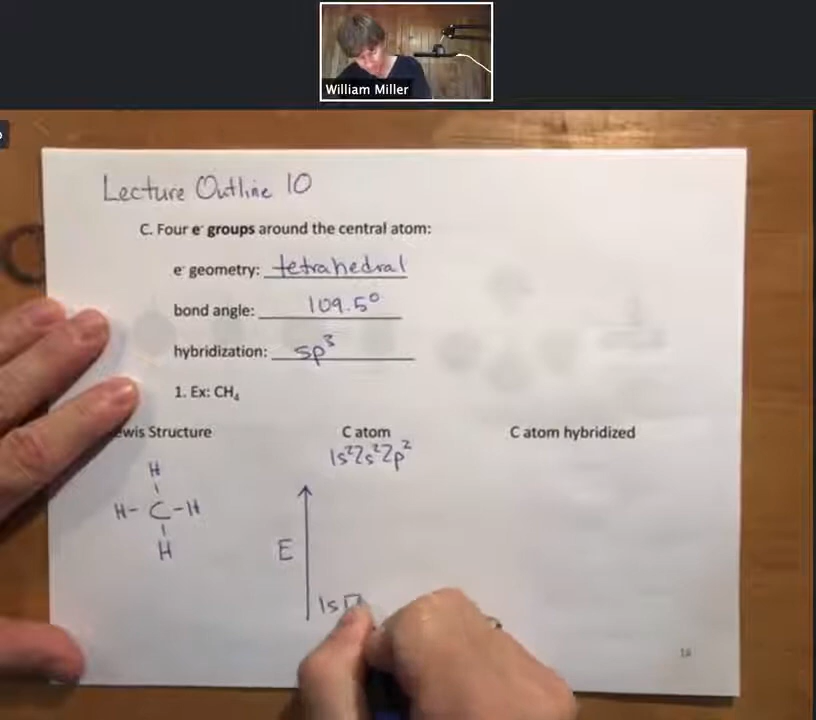 William Miller
Lecture Outline 10
C. Four e⁻ groups around the central atom:
e⁻ geometry: tetrahedral
bond angle: 109.5°
hybridization: sp³
1. Ex: CH₄
ewis Structure C atom C atom hybridized
1s²2s²2p²
H
H- C -H
H
E
1s
18